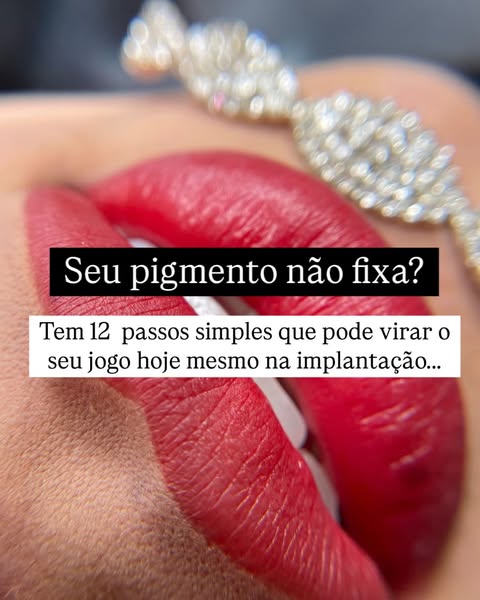 Seu pigmento não fixa?
Tem 12 passos simples que pode virar o
seu jogo hoje mesmo na implantação...